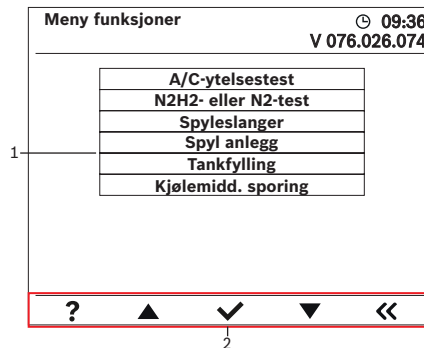 Meny funksjoner
09:36
V 076.026.074
A/C-ytelsestest
N2H2- eller N2-test
Spyleslanger
Spyl anlegg
1
Tankfylling
Kjølemidd. sporing
?
2